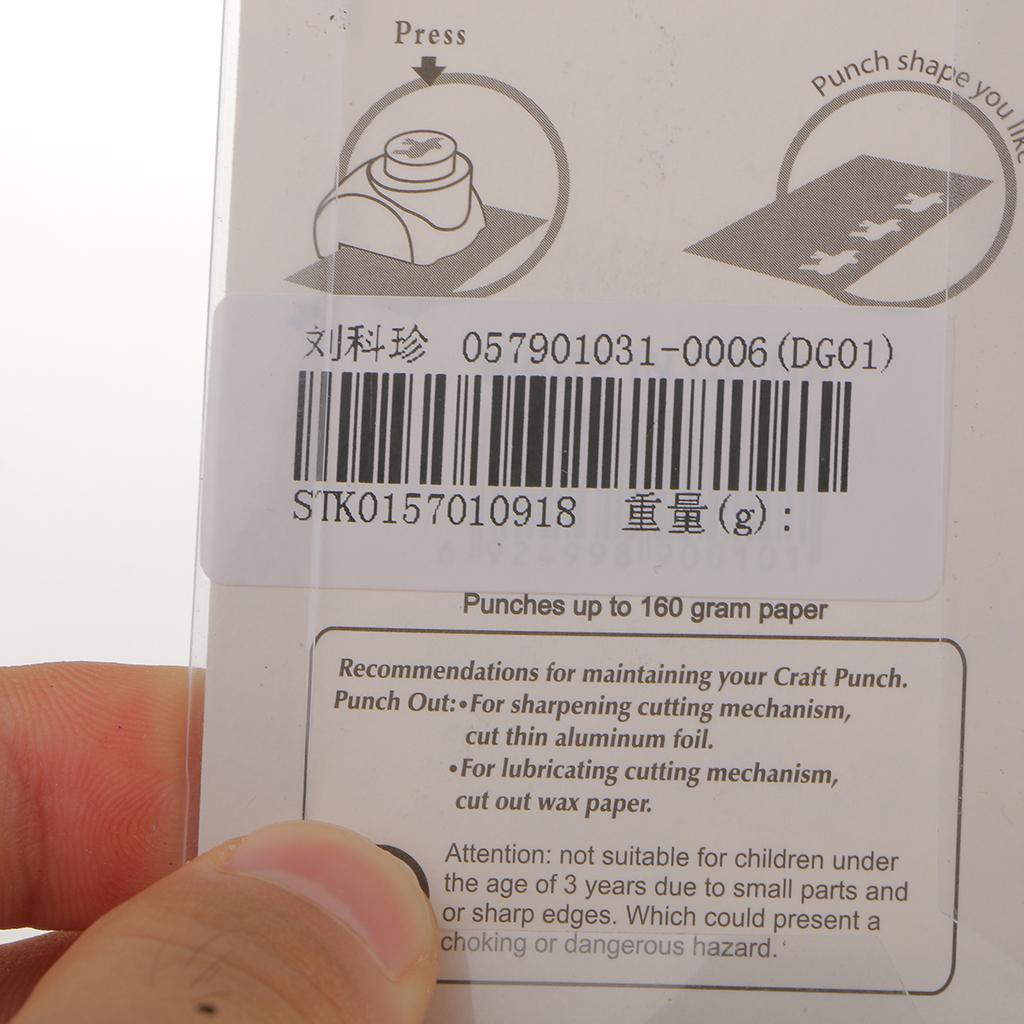 Press
Punch shape you like
刘科珍 057901031-0006(DG01)
STK0157010918 重量(g):
Punches up to 160 gram paper
Recommendations for maintaining your Craft Punch.
Punch Out:•For sharpening cutting mechanism,
cut thin aluminum foil.
•For lubricating cutting mechanism,
cut out wax paper.
Attention: not suitable for children under
the age of 3 years due to small parts and
or sharp edges. Which could present a
choking or dangerous hazard.